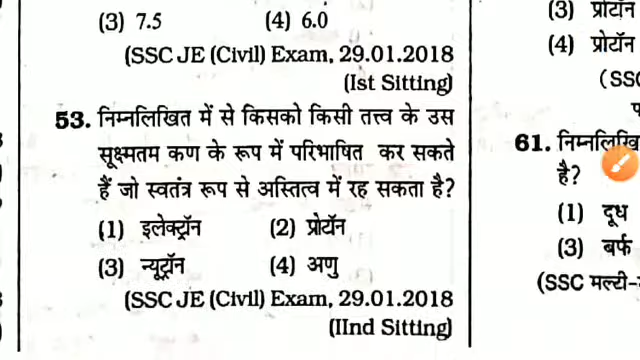 (3) 7.5 (4) 6.0
(SSC JE (Civil) Exam, 29.01.2018
(Ist Sitting)
53. निम्नलिखित में से किसको किसी तत्त्व के उस
सूक्ष्मतम कण के रूप में परिभाषित कर सकते
हैं जो स्वतंत्र रूप से अस्तित्व में रह सकता है?
(1) इलेक्ट्रॉन (2) प्रोटॉन
(3) न्यूट्रॉन (4) अणु
(SSC JE (Civil) Exam, 29.01.2018
(IInd Sitting)
(3) प्रोटॉन
(4) प्रोटॉन
(SSC
61. निम्नलिखि
है?
(1) दूध
(3) बर्फ
(SSC मल्टी-